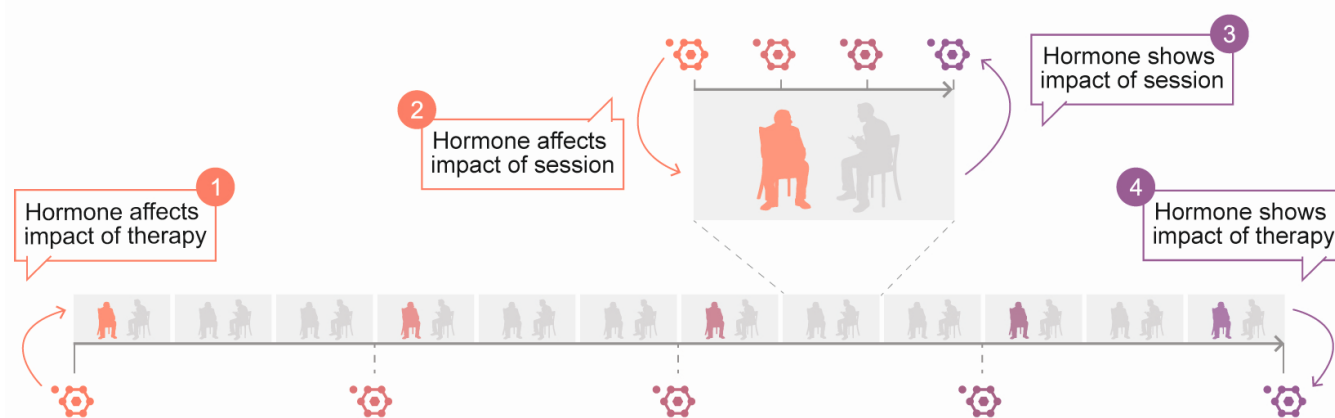 1
Hormone affects
impact of therapy
2
Hormone affects
impact of session
3
Hormone shows
impact of session
4
Hormone shows
impact of therapy